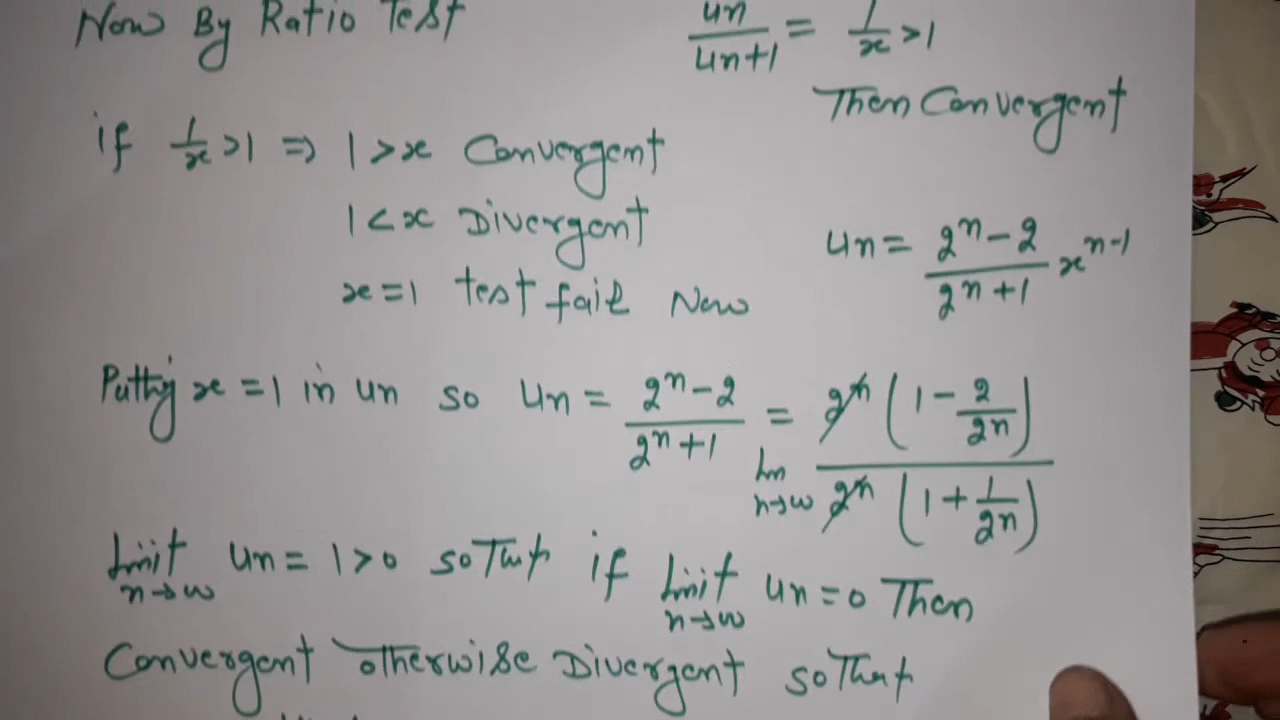 Now By Ratio Test un/un+1 = 1/x >1
Then Convergent
if 1/x >1 ⇒ 1 > x Convergent
1 < x Divergent
x = 1 test fail Now
un = 2^n - 2 / 2^n + 1 x^n-1
Putting x = 1 in un so un = 2^n - 2 / 2^n + 1 = lim n→∞ 2^n (1 - 2/2^n) / 2^n (1 + 1/2^n)
Limit n→∞ un = 1 > 0 so That if Limit n→∞ un = 0 Then
Convergent otherwise Divergent so That